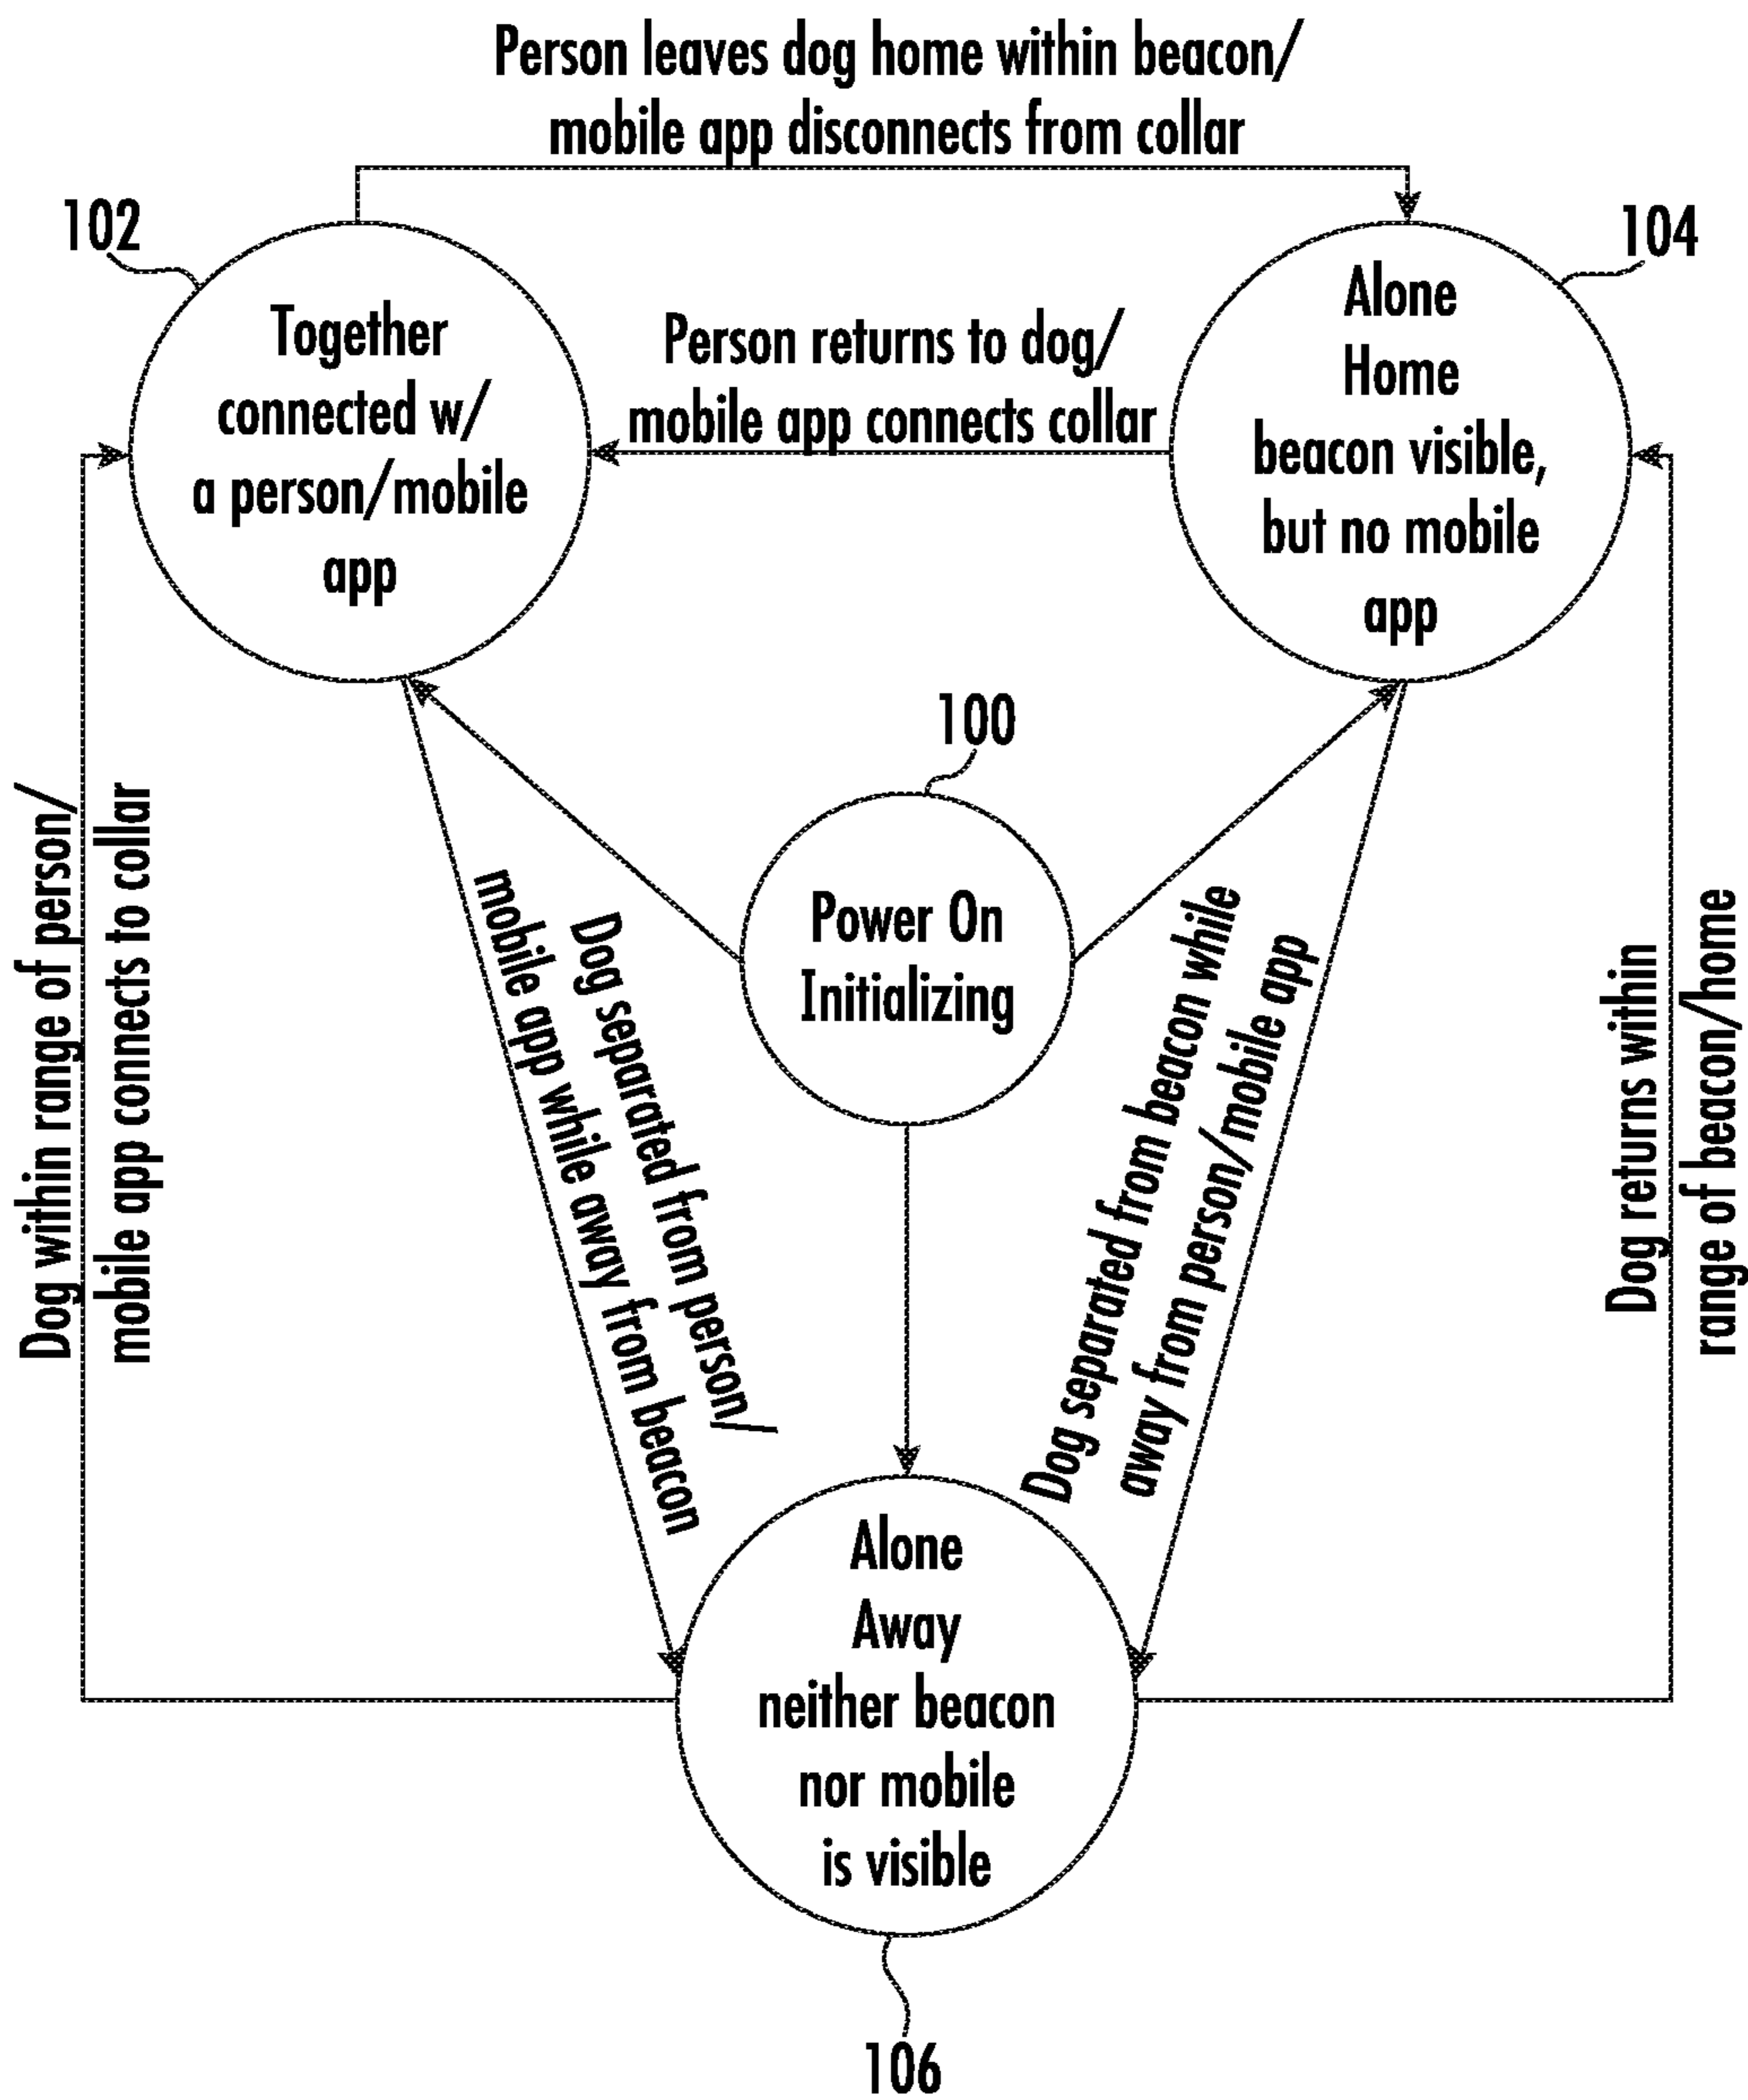 Person leaves dog home within beacon/
mobile app disconnects from collar
102
104
Together
connected w/
a person/mobile
app
Person returns to dog/
mobile app connects collar
Alone
Home
beacon visible,
but no mobile
app
100
Power On
Initializing
Dog within range of person/
mobile app connects to collar
Dog separated from person/
mobile app while away from beacon
Dog separated from beacon while
away from person/mobile app
Dog returns within
range of beacon/home
Alone
Away
neither beacon
nor mobile
is visible
106